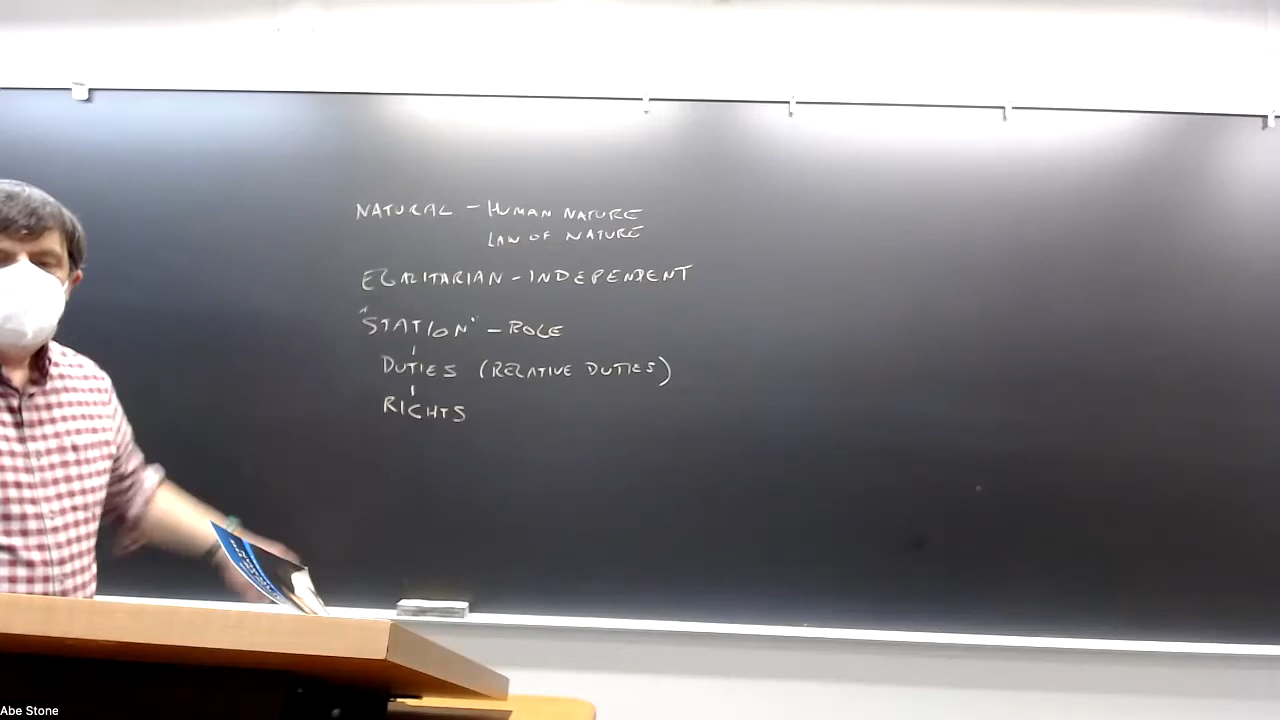 NATURAL - HUMAN NATURE
LAW OF NATURE
EGALITARIAN - INDEPENDENT
"STATION" - ROLE
DUTIES (RELATIVE DUTIES)
RIGHTS
Abe Stone